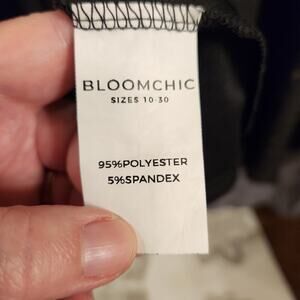 BLOOMCHIC
SIZES 10-30
95%POLYESTER
5%SPANDEX